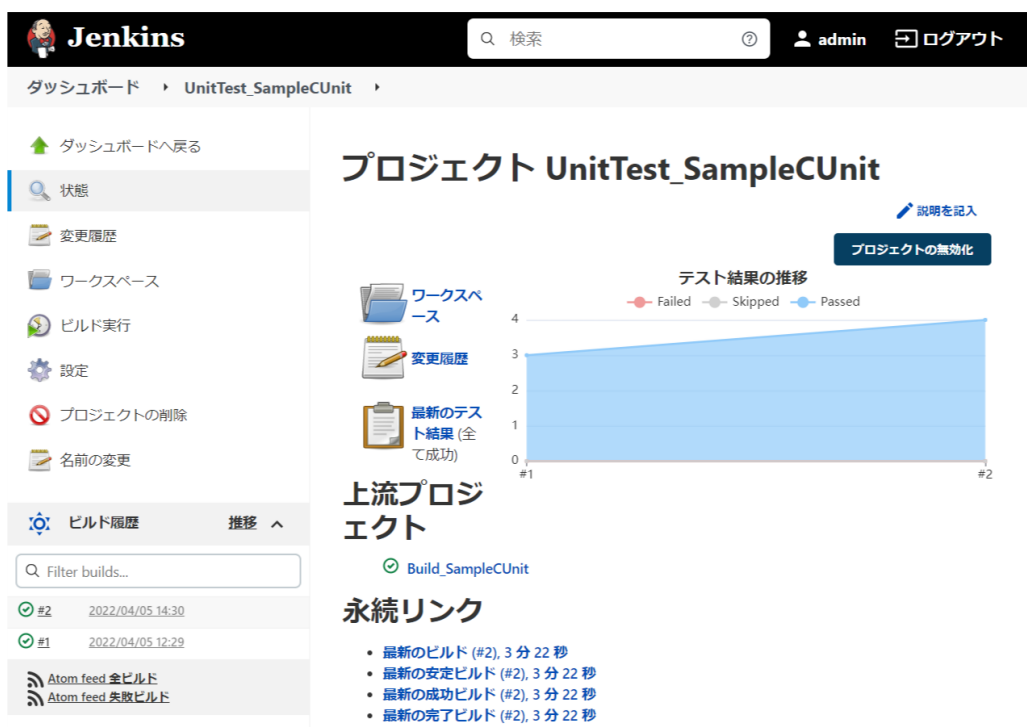 Jenkins
検索
admin
ログアウト
ダッシュボード
UnitTest_SampleCUnit
ダッシュボードへ戻る
状態
変更履歴
ワークスペース
ビルド実行
設定
プロジェクトの削除
名前の変更
ビルド履歴
推移
Filter builds...
#2 2022/04/05 14:30
#1 2022/04/05 12:29
Atom feed 全ビルド
Atom feed 失敗ビルド
プロジェクト UnitTest_SampleCUnit
説明を記入
プロジェクトの無効化
ワークスペ
ース
変更履歴
最新のテス
ト結果 (全
て成功)
テスト結果の推移
Failed Skipped Passed
4
3
2
1
0
#1 #2
上流プロジ
ェクト
Build_SampleCUnit
永続リンク
最新のビルド (#2), 3 分 22 秒
最新の安定ビルド (#2), 3 分 22 秒
最新の成功ビルド (#2), 3 分 22 秒
最新の完了ビルド (#2), 3 分 22 秒